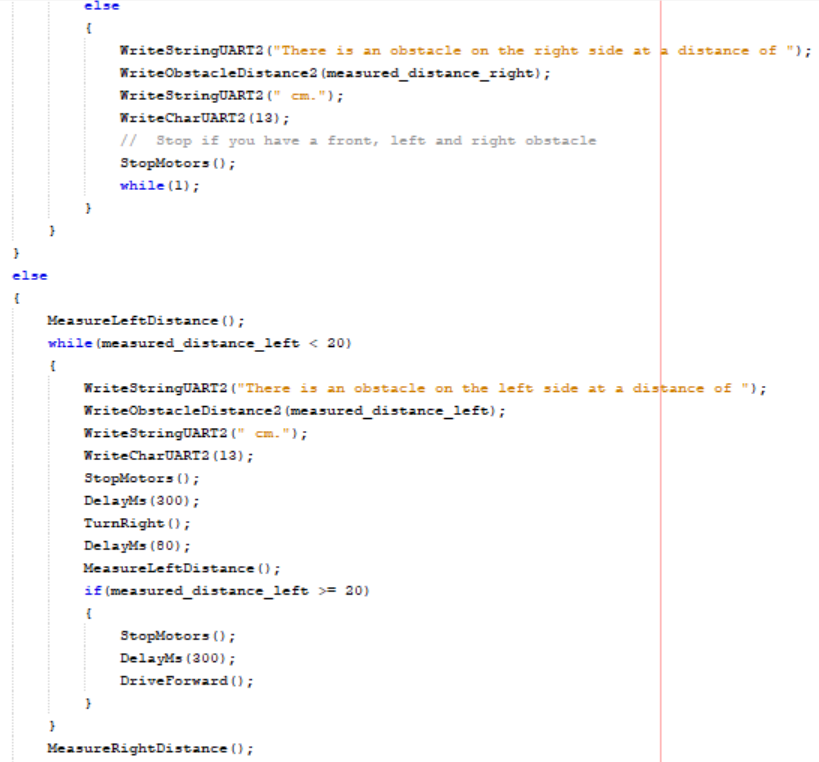 else
{
WriteStringUART2("There is an obstacle on the right side at a distance of ");
WriteObstacleDistance2(measured_distance_right);
WriteStringUART2(" cm.");
WriteCharUART2(13);
//  Stop if you have a front, left and right obstacle
StopMotors();
while(1);
}
}
}
else
{
MeasureLeftDistance();
while(measured_distance_left < 20)
{
WriteStringUART2("There is an obstacle on the left side at a distance of ");
WriteObstacleDistance2(measured_distance_left);
WriteStringUART2(" cm.");
WriteCharUART2(13);
StopMotors();
DelayMs(300);
TurnRight();
DelayMs(80);
MeasureLeftDistance();
if(measured_distance_left >= 20)
{
StopMotors();
DelayMs(300);
DriveForward();
}
}
MeasureRightDistance();